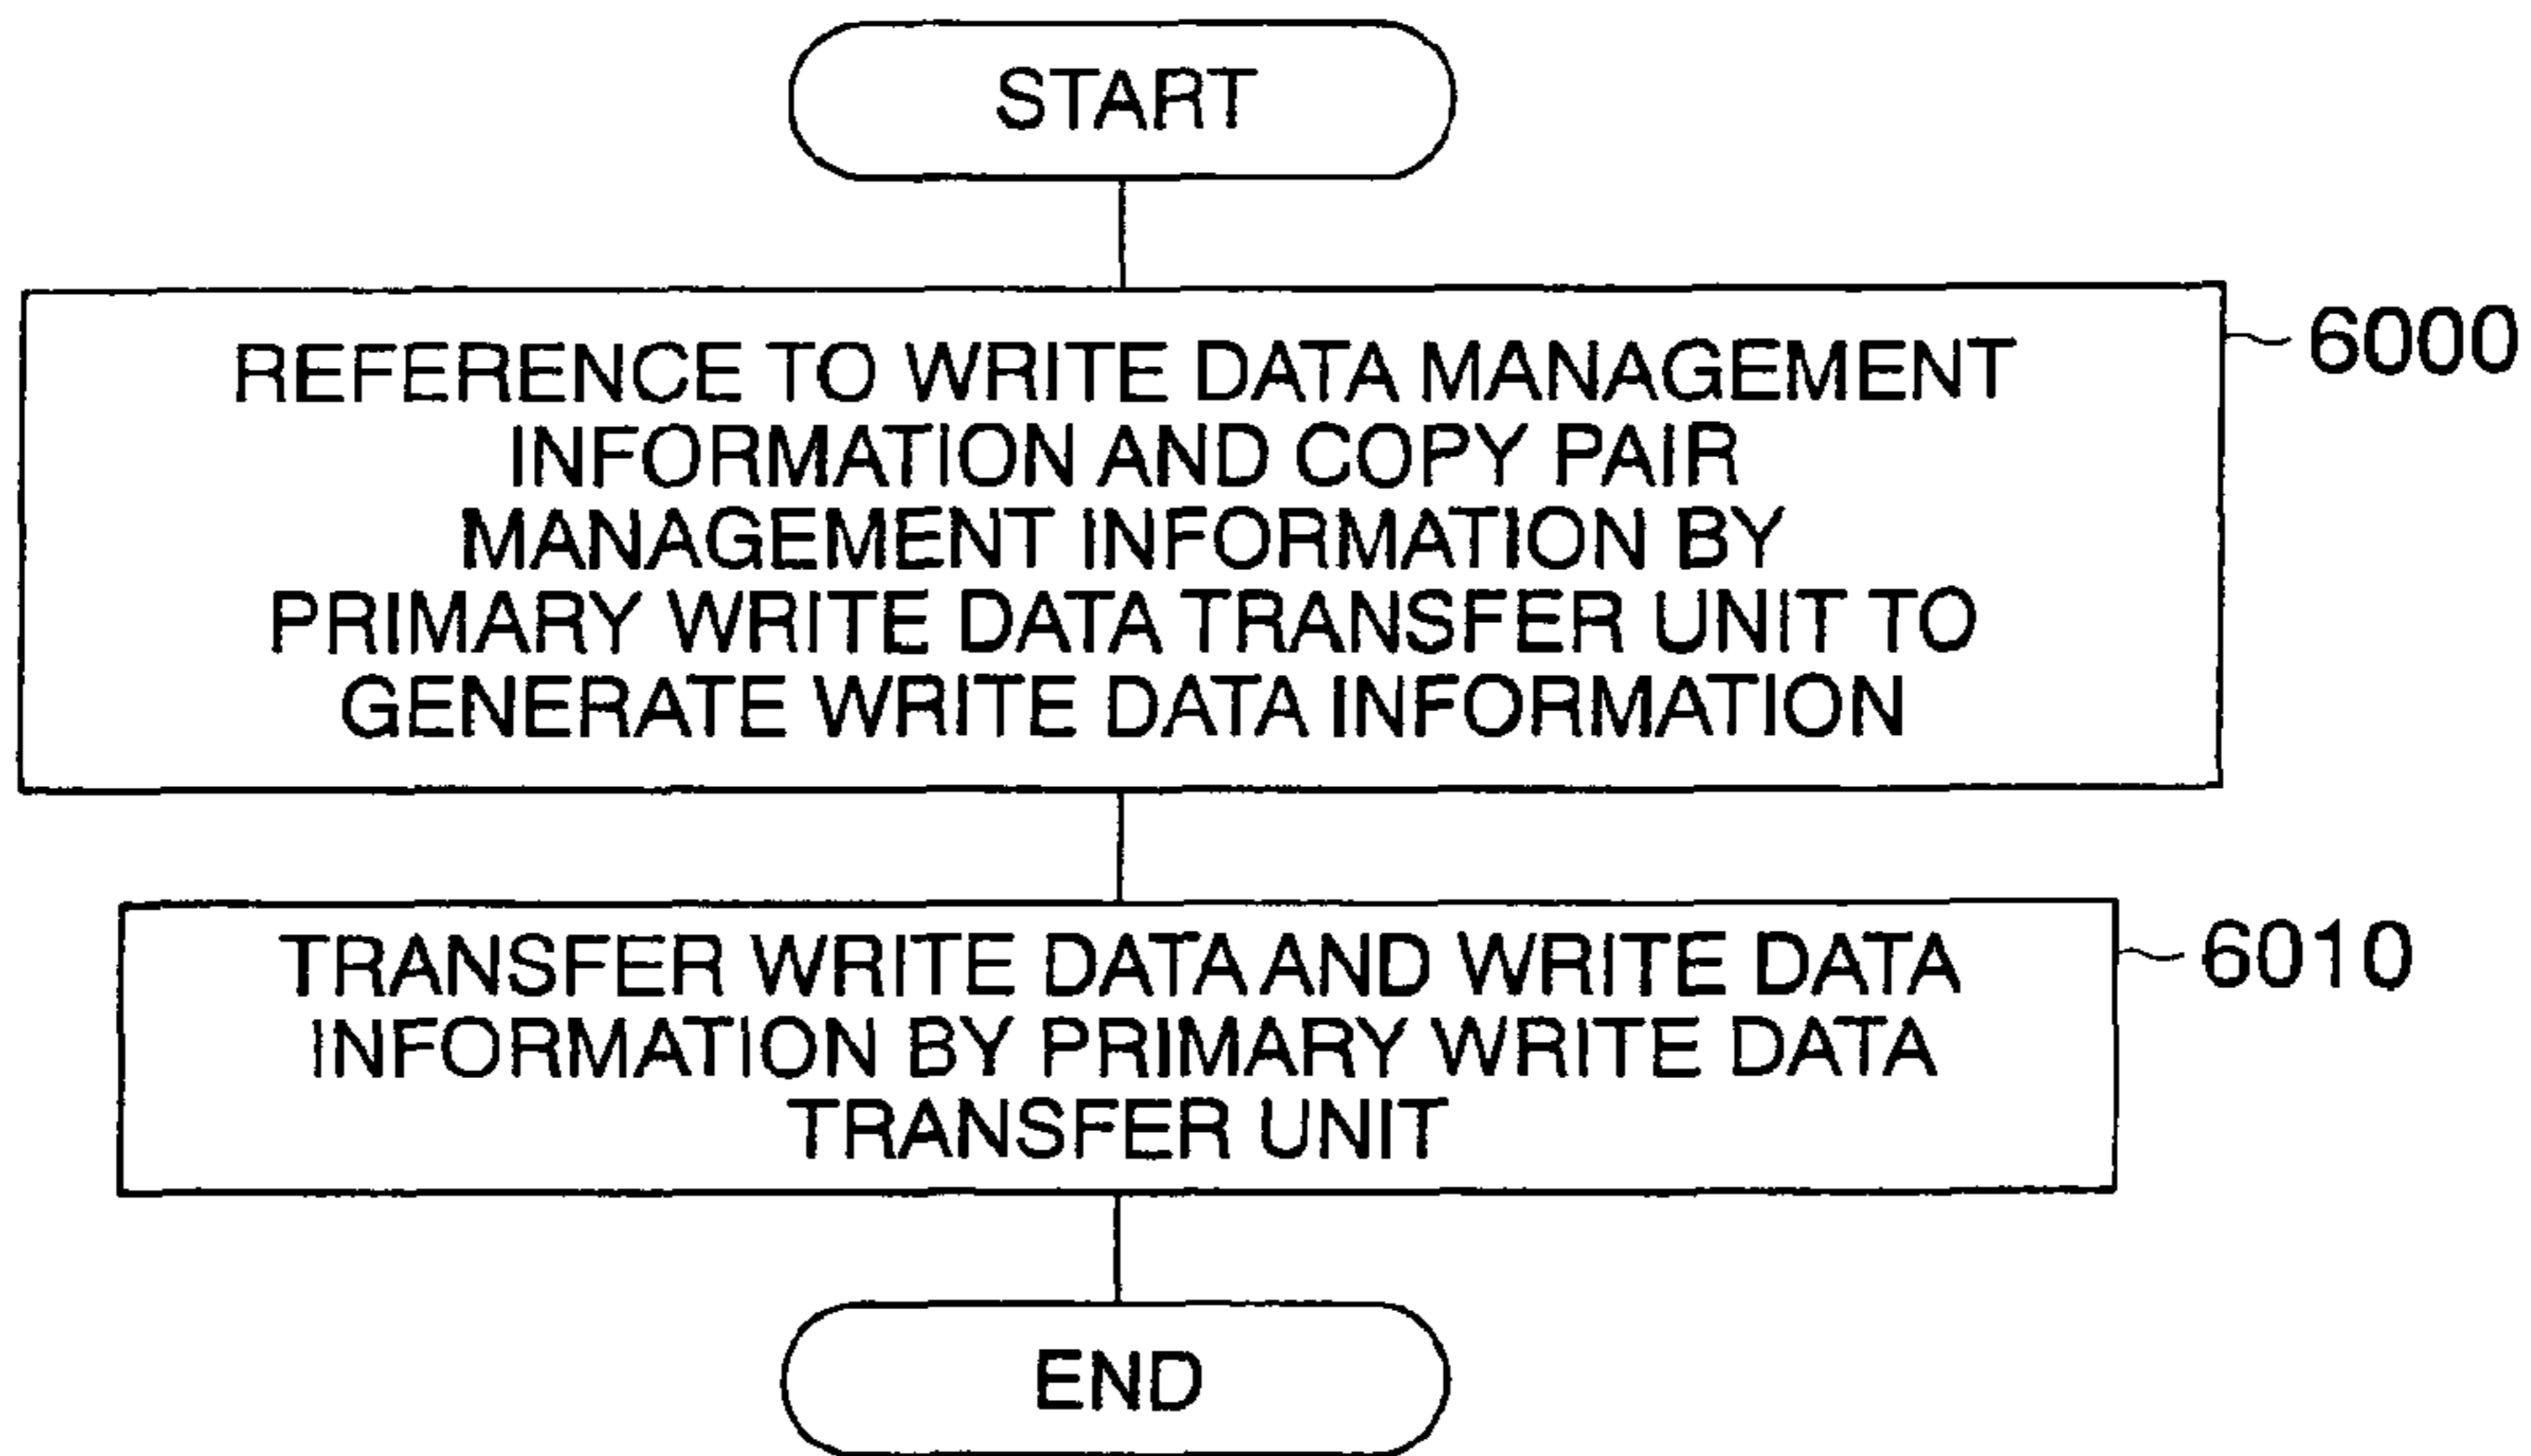 START
REFERENCE TO WRITE DATA MANAGEMENT
INFORMATION AND COPY PAIR
MANAGEMENT INFORMATION BY
PRIMARY WRITE DATA TRANSFER UNIT TO
GENERATE WRITE DATA INFORMATION
6000
TRANSFER WRITE DATA AND WRITE DATA
INFORMATION BY PRIMARY WRITE DATA
TRANSFER UNIT
6010
END